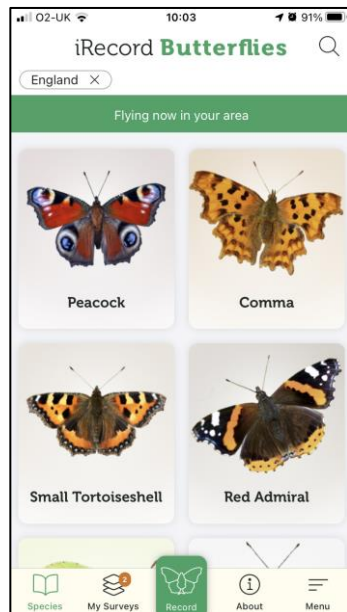 O2-UK 10:03 91%
iRecord Butterflies
England X
Flying now in your area
Peacock Comma
Small Tortoiseshell Red Admiral
2
Species My Surveys Record About Menu